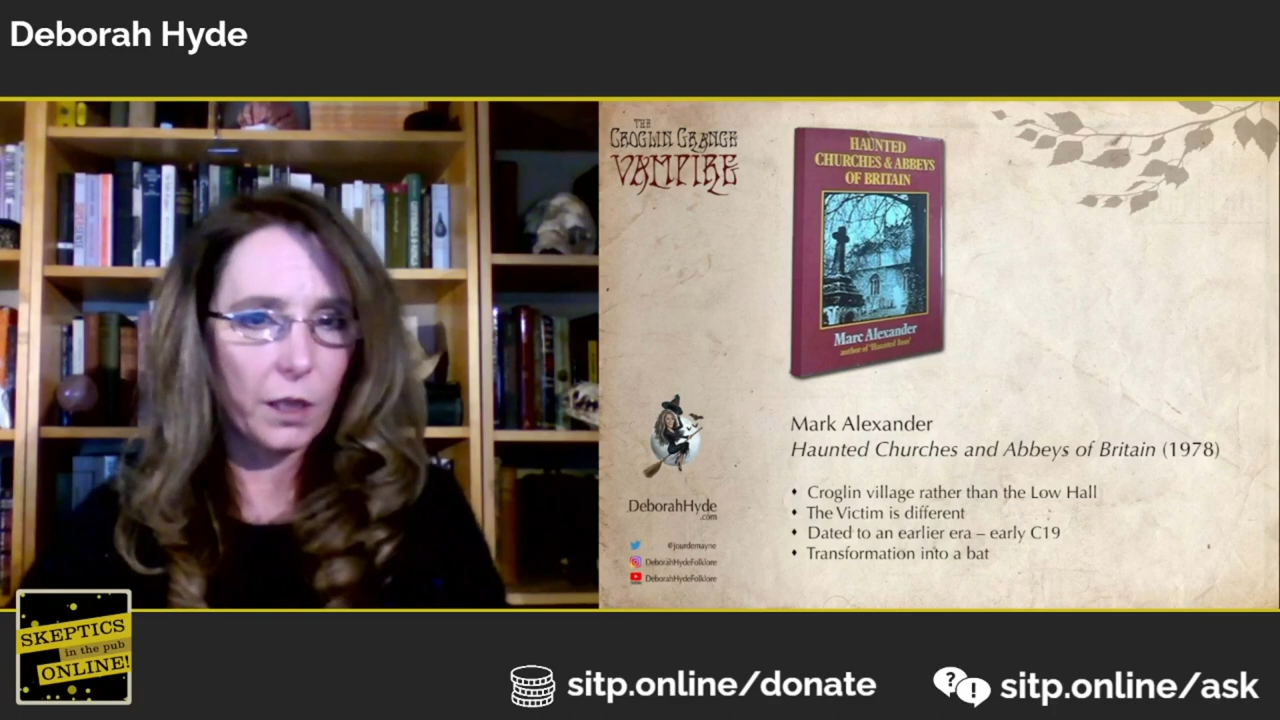 Deborah Hyde
THE
CROGLIN GRANGE
VAMPIRE
HAUNTED
CHURCHES & ABBEYS
OF BRITAIN
Marc Alexander
author of 'Haunted Inns'
Mark Alexander
Haunted Churches and Abbeys of Britain (1978)
• Croglin village rather than the Low Hall
• The Victim is different
• Dated to an earlier era – early C19
• Transformation into a bat
DeborahHyde
.com
@jourdemayne
DeborahHydeFolklore
DeborahHydeFolklore
SKEPTICS
in the pub
ONLINE!
sitp.online/donate
? !
sitp.online/ask